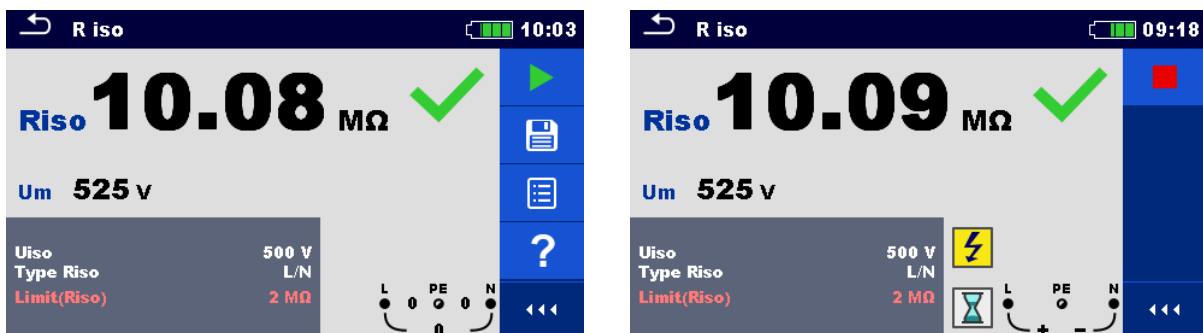 R iso 10:03
Riso 10.08 MΩ
Um 525 V
Uiso 500 V
Type Riso L/N
Limit(Riso) 2 MΩ
L PE N
0 0
0
?
R iso 09:18
Riso 10.09 MΩ
Um 525 V
Uiso 500 V
Type Riso L/N
Limit(Riso) 2 MΩ
L PE N
+ −